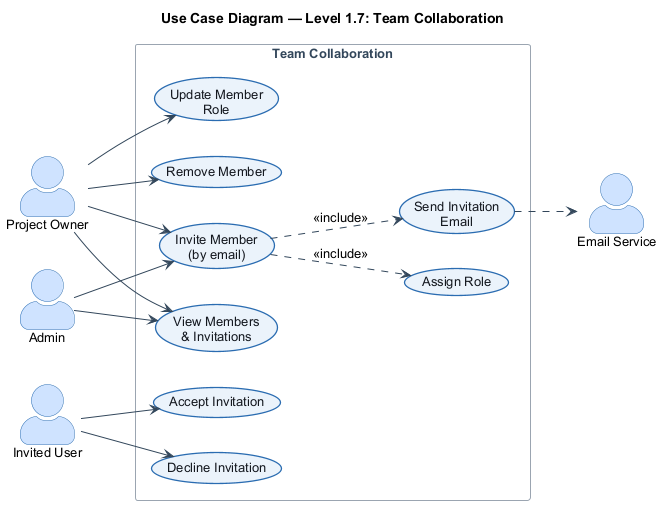 Use Case Diagram — Level 1.7: Team Collaboration
Team Collaboration
Update Member
Role
Remove Member
Project Owner
Invite Member
(by email)
«include»
«include»
Send Invitation
Email
Email Service
Assign Role
Admin
View Members
& Invitations
Accept Invitation
Invited User
Decline Invitation